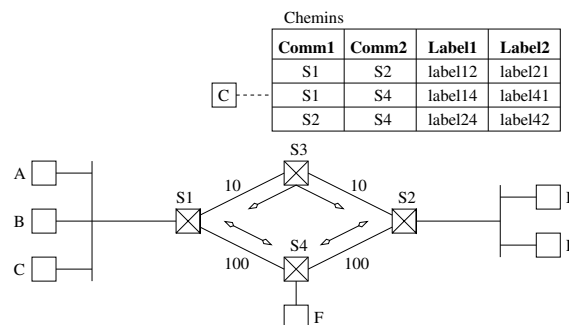 Chemins
Comm1 Comm2 Label1 Label2
S1 S2 label12 label21
S1 S4 label14 label41
S2 S4 label24 label42
C
S3
A
10 10
S1 S2
B
S4
C
100 100
F